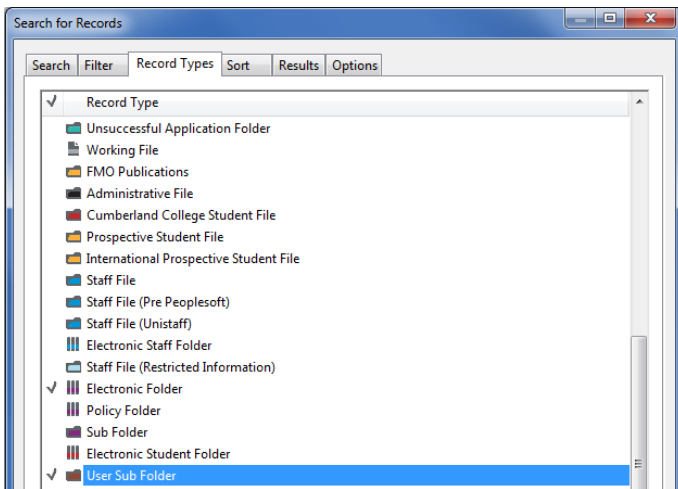 Search for Records
Search Filter Record Types Sort Results Options
Record Type
Unsuccessful Application Folder
Working File
FMO Publications
Administrative File
Cumberland College Student File
Prospective Student File
International Prospective Student File
Staff File
Staff File (Pre Peoplesoft)
Staff File (Unistaff)
Electronic Staff Folder
Staff File (Restricted Information)
Electronic Folder
Policy Folder
Sub Folder
Electronic Student Folder
User Sub Folder